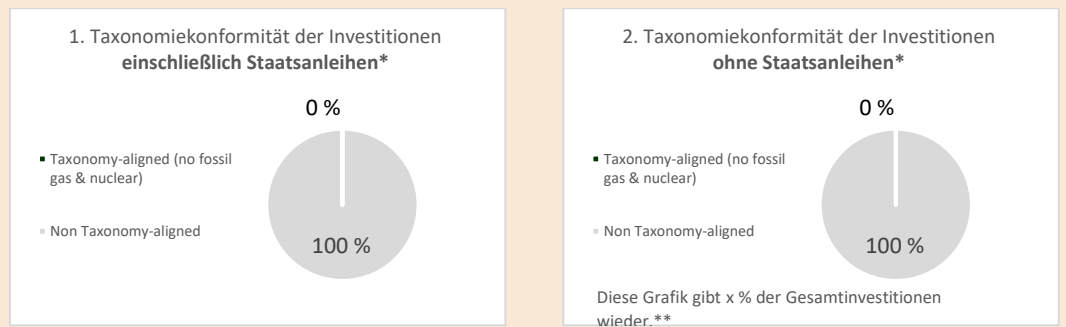 1. Taxonomiekonformität der Investitionen
einschließlich Staatsanleihen*
0 %
Taxonomy-aligned (no fossil
gas & nuclear)
Non Taxonomy-aligned
100 %
2. Taxonomiekonformität der Investitionen
ohne Staatsanleihen*
0 %
Taxonomy-aligned (no fossil
gas & nuclear)
Non Taxonomy-aligned
100 %
Diese Grafik gibt x % der Gesamtinvestitionen
wieder.**